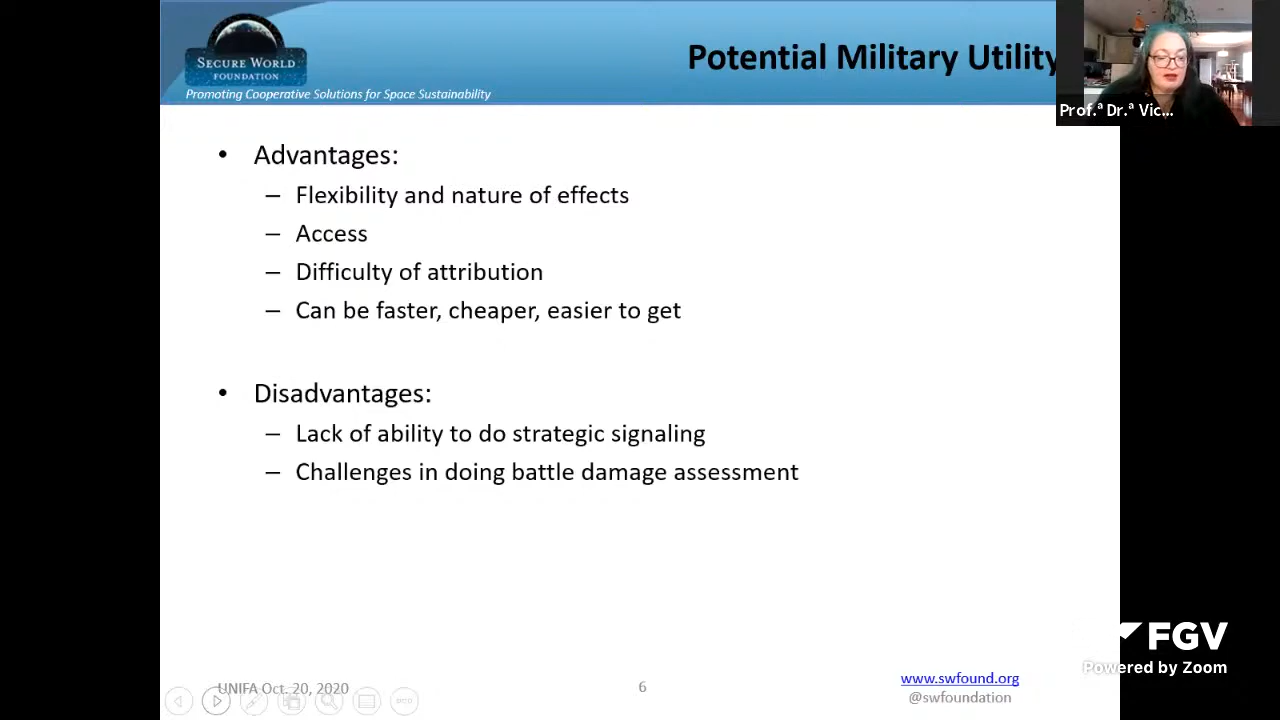 SECURE WORLD
FOUNDATION
Promoting Cooperative Solutions for Space Sustainability
Potential Military Utility
Prof.ª Dr.ª Vic...
• Advantages:
– Flexibility and nature of effects
– Access
– Difficulty of attribution
– Can be faster, cheaper, easier to get
• Disadvantages:
– Lack of ability to do strategic signaling
– Challenges in doing battle damage assessment
FGV
Powered by Zoom
UNIFA Oct. 20, 2020
6
www.swfound.org
@swfoundation